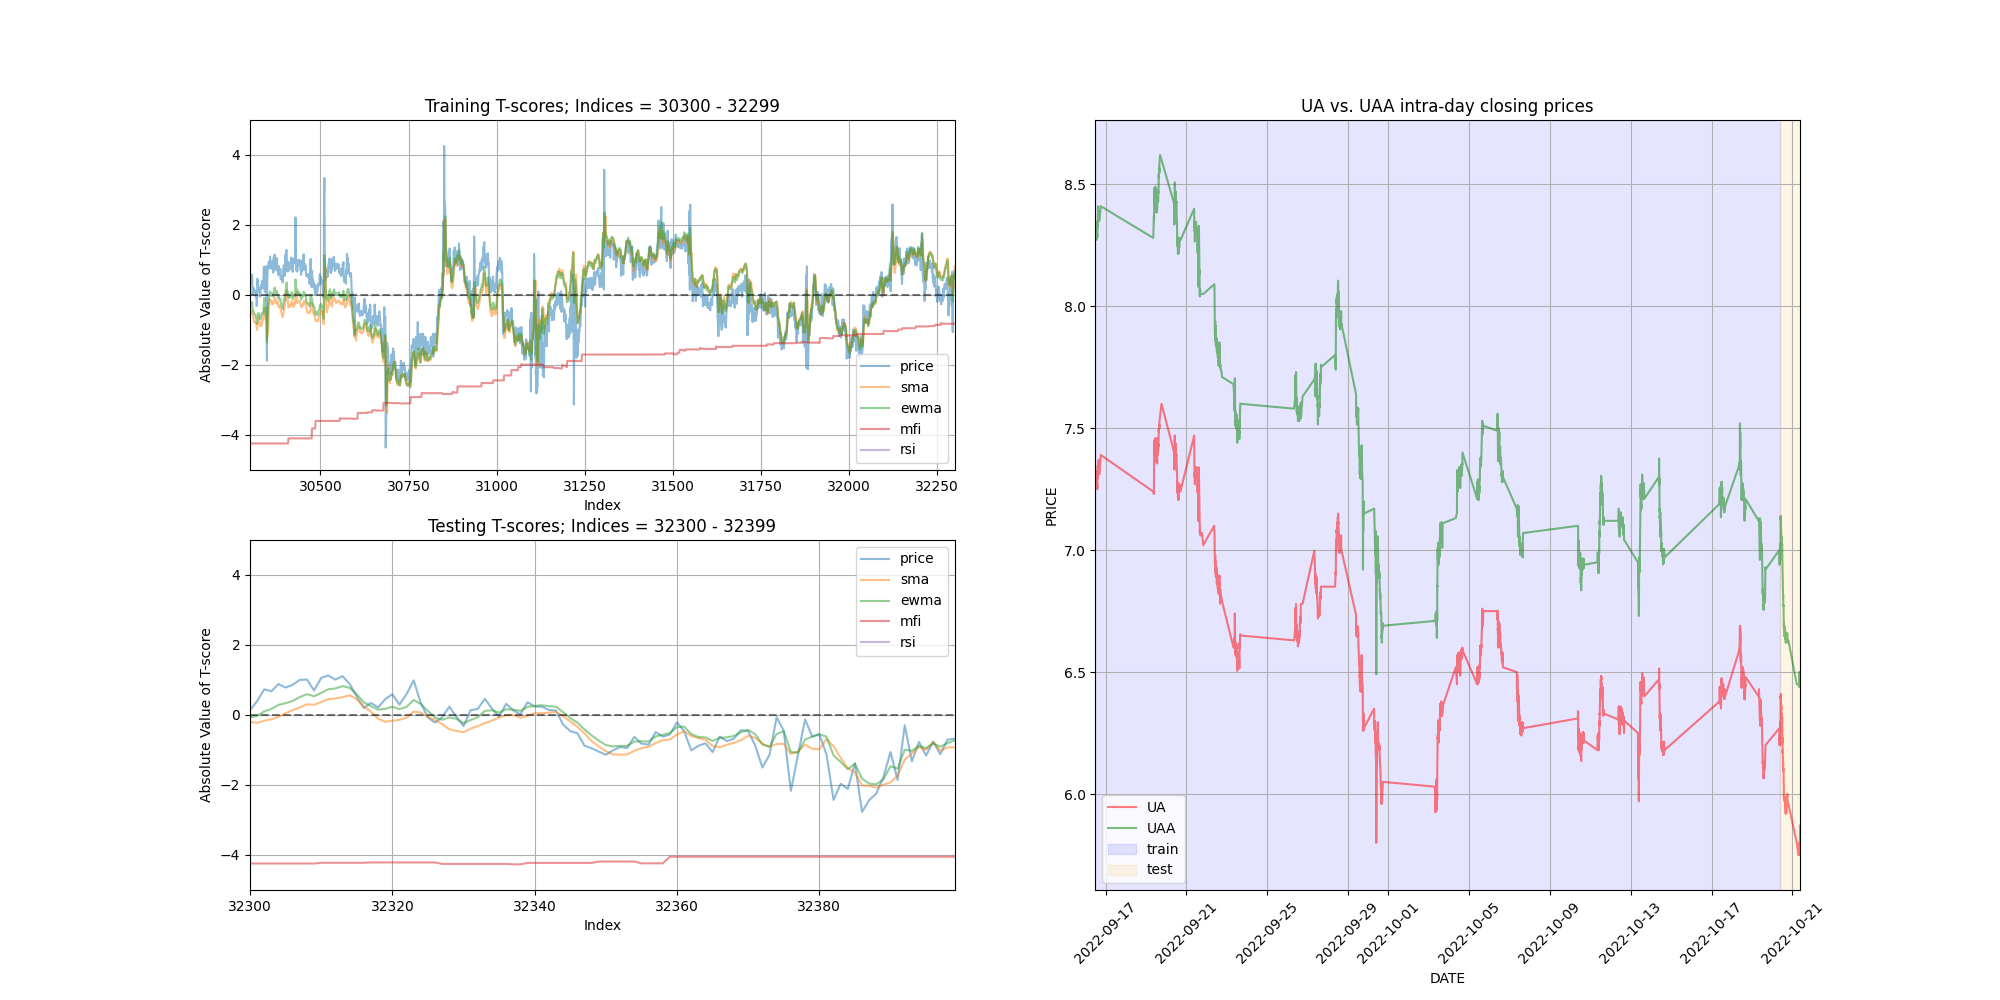 Training T-scores; Indices = 30300 - 32299
Absolute Value of T-score
4
2
0
−2
−4
price
sma
ewma
mfi
rsi
30500 30750 31000 31250 31500 31750 32000 32250
Index
Testing T-scores; Indices = 32300 - 32399
Absolute Value of T-score
4
2
0
−2
−4
price
sma
ewma
mfi
rsi
32300 32320 32340 32360 32380
Index
UA vs. UAA intra-day closing prices
PRICE
8.5
8.0
7.5
7.0
6.5
6.0
UA
UAA
train
test
2022-09-17 2022-09-21 2022-09-25 2022-09-29 2022-10-01 2022-10-05 2022-10-09 2022-10-13 2022-10-17 2022-10-21
DATE